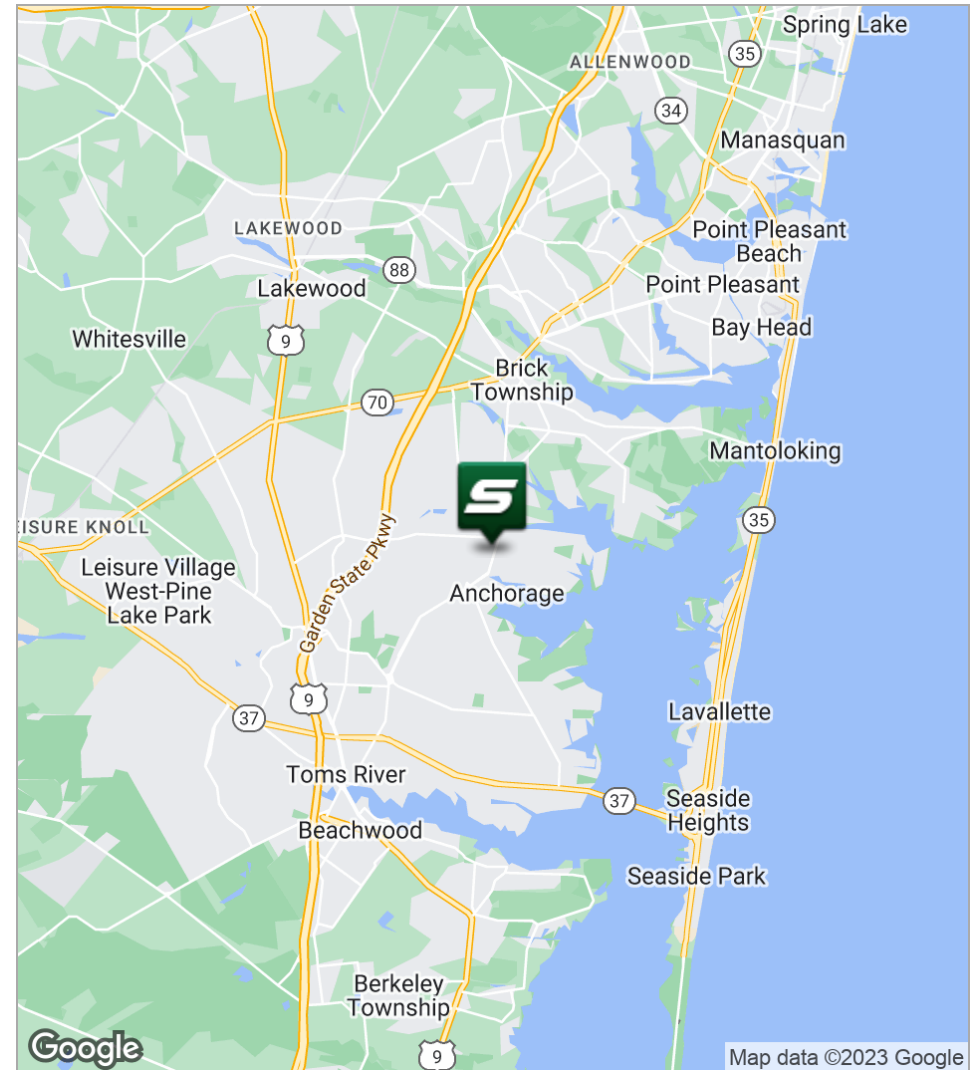 Spring Lake
35
ALLENWOOD
34
Manasquan
LAKEWOOD
Point Pleasant
Beach
88
Lakewood
Point Pleasant
Whitesville
9
Bay Head
Brick
Township
70
Mantoloking
S
35
EISURE KNOLL
Garden State Pkwy
Leisure Village
West-Pine
Lake Park
Anchorage
9
37
Lavallette
Toms River
37
Seaside
Heights
Beachwood
Seaside Park
Berkeley
Township
Google
9
Map data ©2023 Google